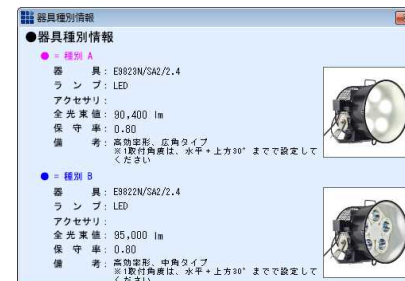 器具種別情報
●器具種別情報
● = 種別 A
器 具 : E9823N/SA2/2.4
ランプ : LED
アクセサリ :
全光束値 : 90,400 lm
保守率 : 0.80
備 考 : 高効率形、広角タイプ
※1取付角度は、水平+上方30° までで設定して
ください
● = 種別 B
器 具 : E9822N/SA2/2.4
ランプ : LED
アクセサリ :
全光束値 : 95,000 lm
保守率 : 0.80
備 考 : 高効率形、中角タイプ
※1取付角度は、水平+上方30° までで設定して
ください